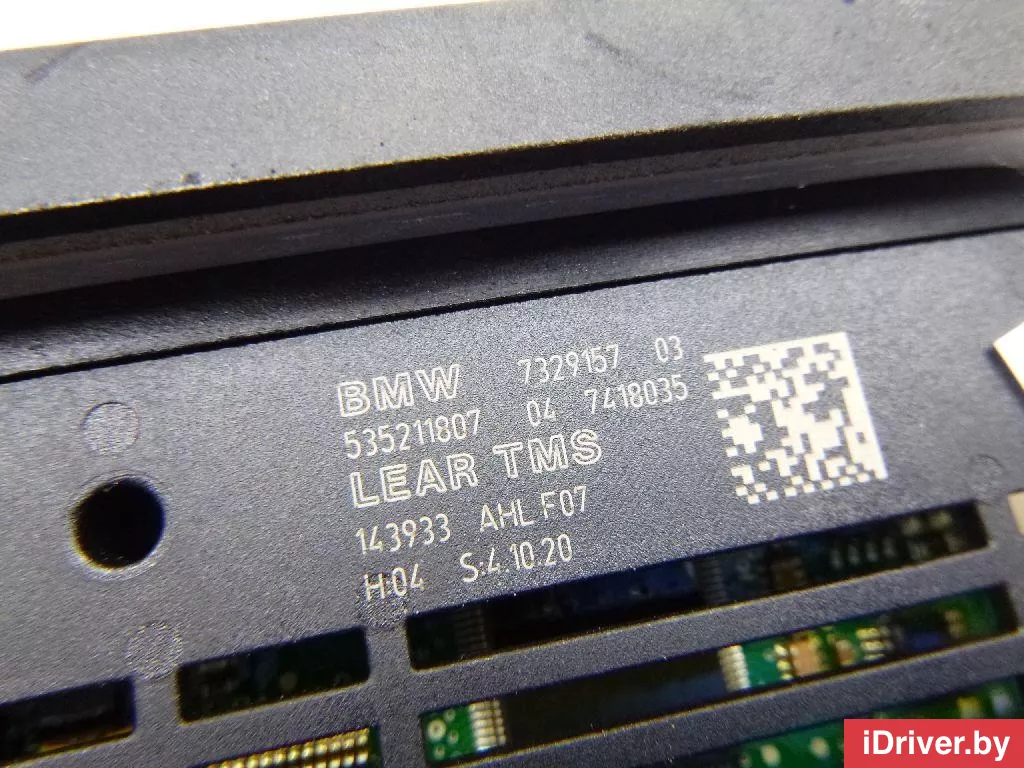 BMW 7329157 03
535211807 04 7418035
LEAR TMS
143933 AHL F07
H:04 S:4.10.20
iDriver.by